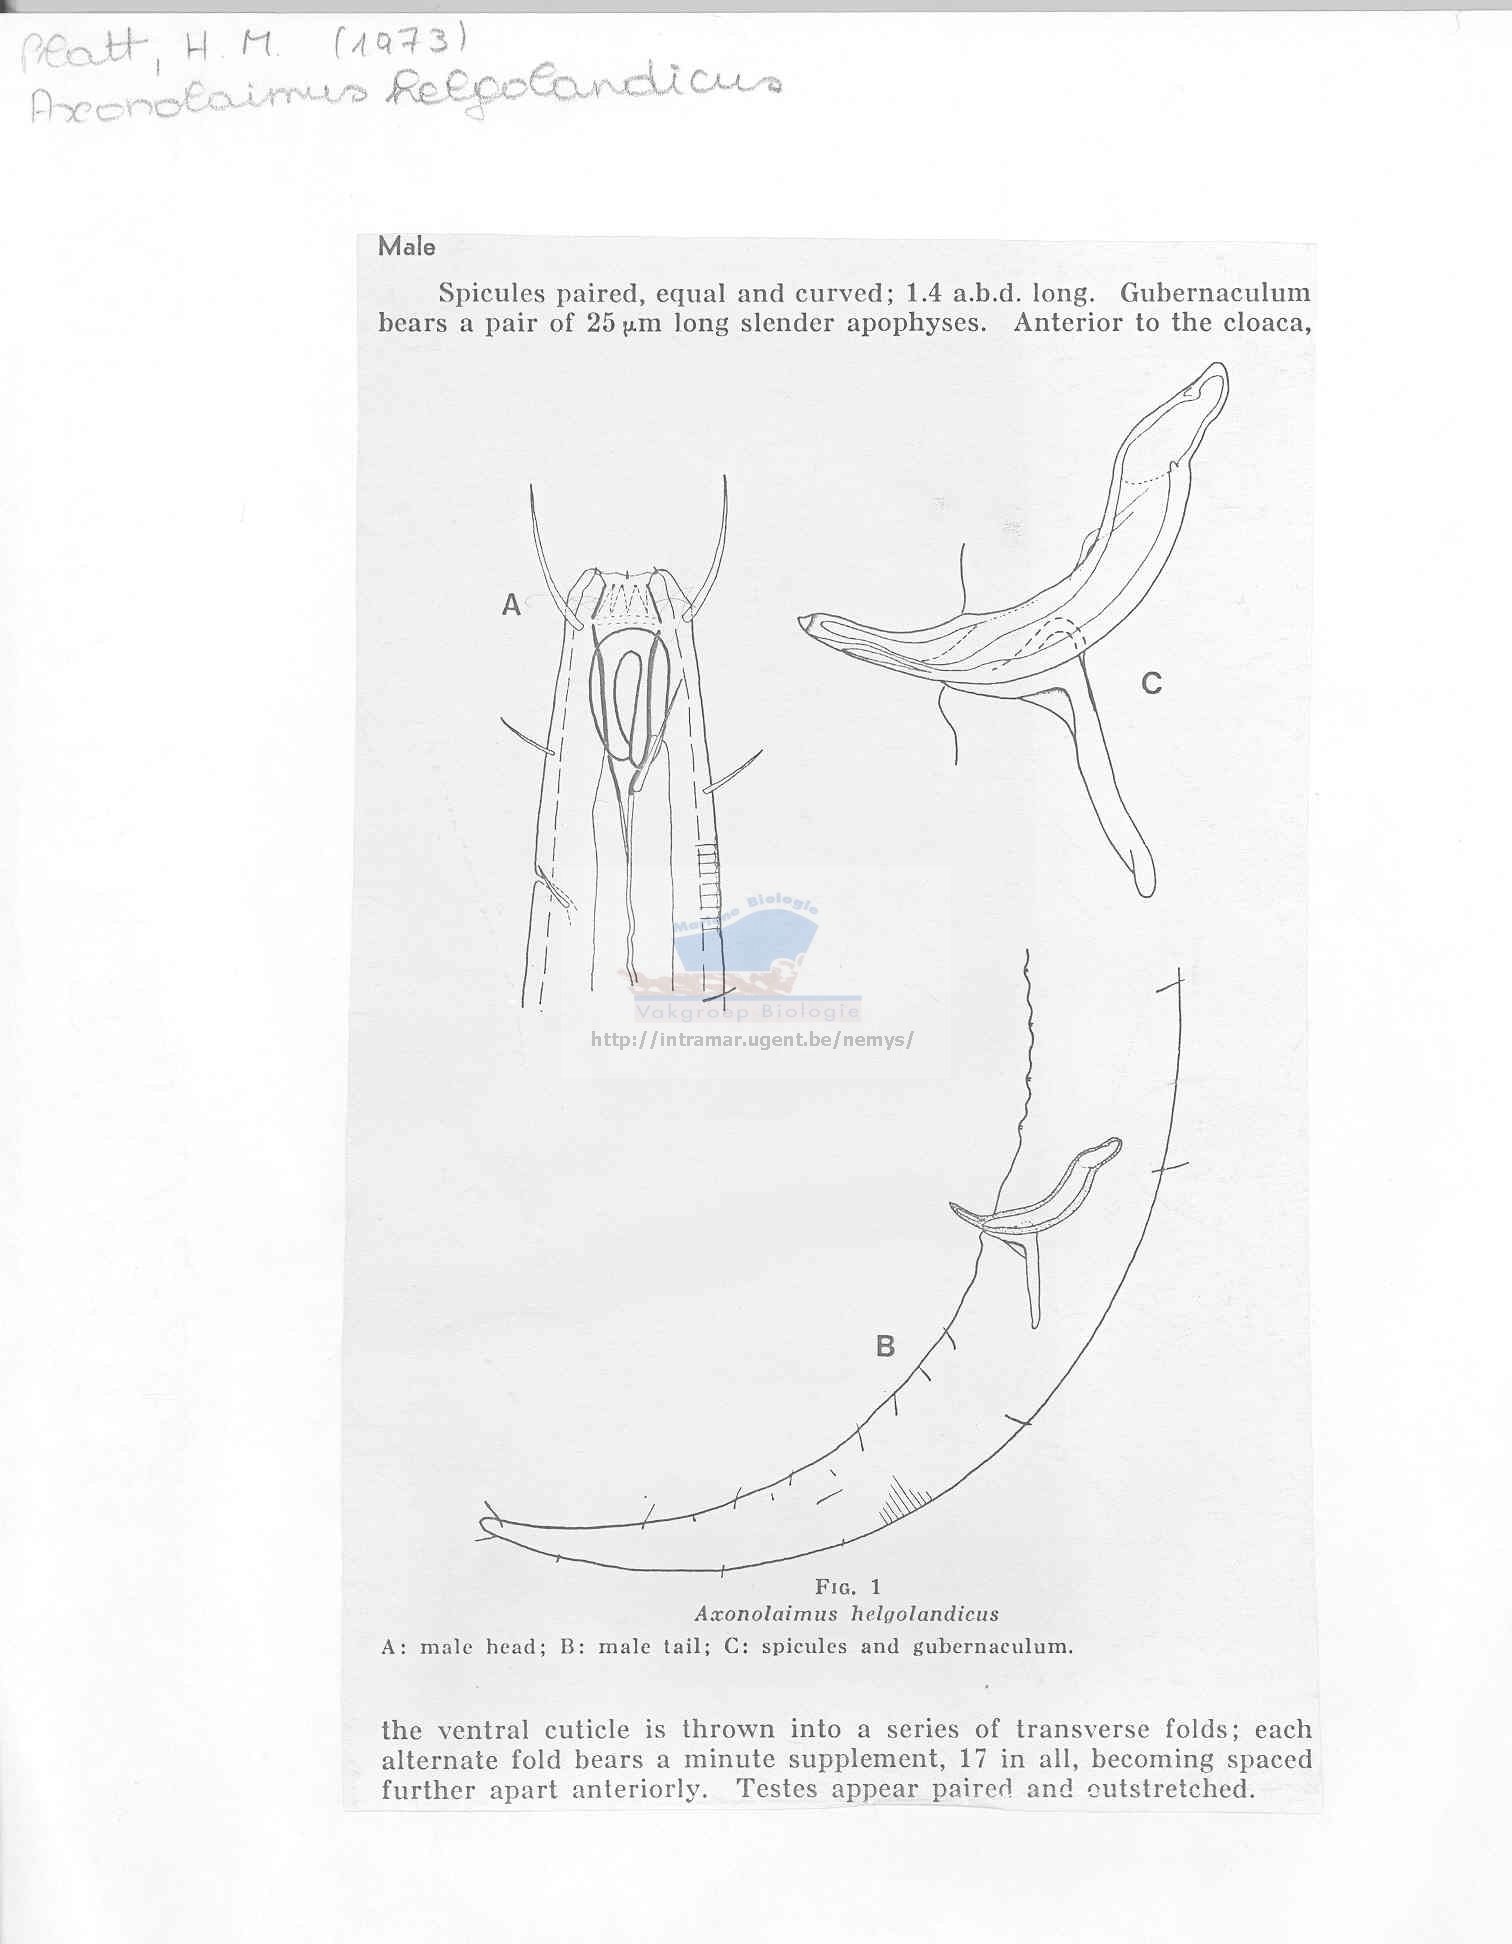 Platt, H. M. (1973)
Axonolaimus helgolandicus
Male
Spicules paired, equal and curved; 1.4 a.b.d. long. Gubernaculum
bears a pair of 25 μm long slender apophyses. Anterior to the cloaca,
A
C
Mariene Biologie
Vakgroep Biologie
http://intramar.ugent.be/nemys/
B
FIG. 1
Axonolaimus helgolandicus
A: male head; B: male tail; C: spicules and gubernaculum.
the ventral cuticle is thrown into a series of transverse folds; each
alternate fold bears a minute supplement, 17 in all, becoming spaced
further apart anteriorly. Testes appear paired and outstretched.